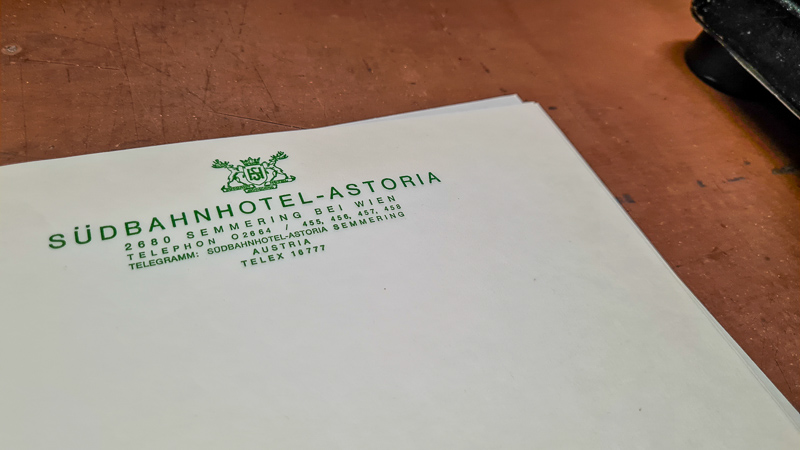 SÜDBAHNHOTEL-ASTORIA
2680 SEMMERING BEI WIEN
TELEPHON 02664 / 455, 456, 457, 458
TELEGRAMM: SÜDBAHNHOTEL-ASTORIA SEMMERING
AUSTRIA
TELEX 16777